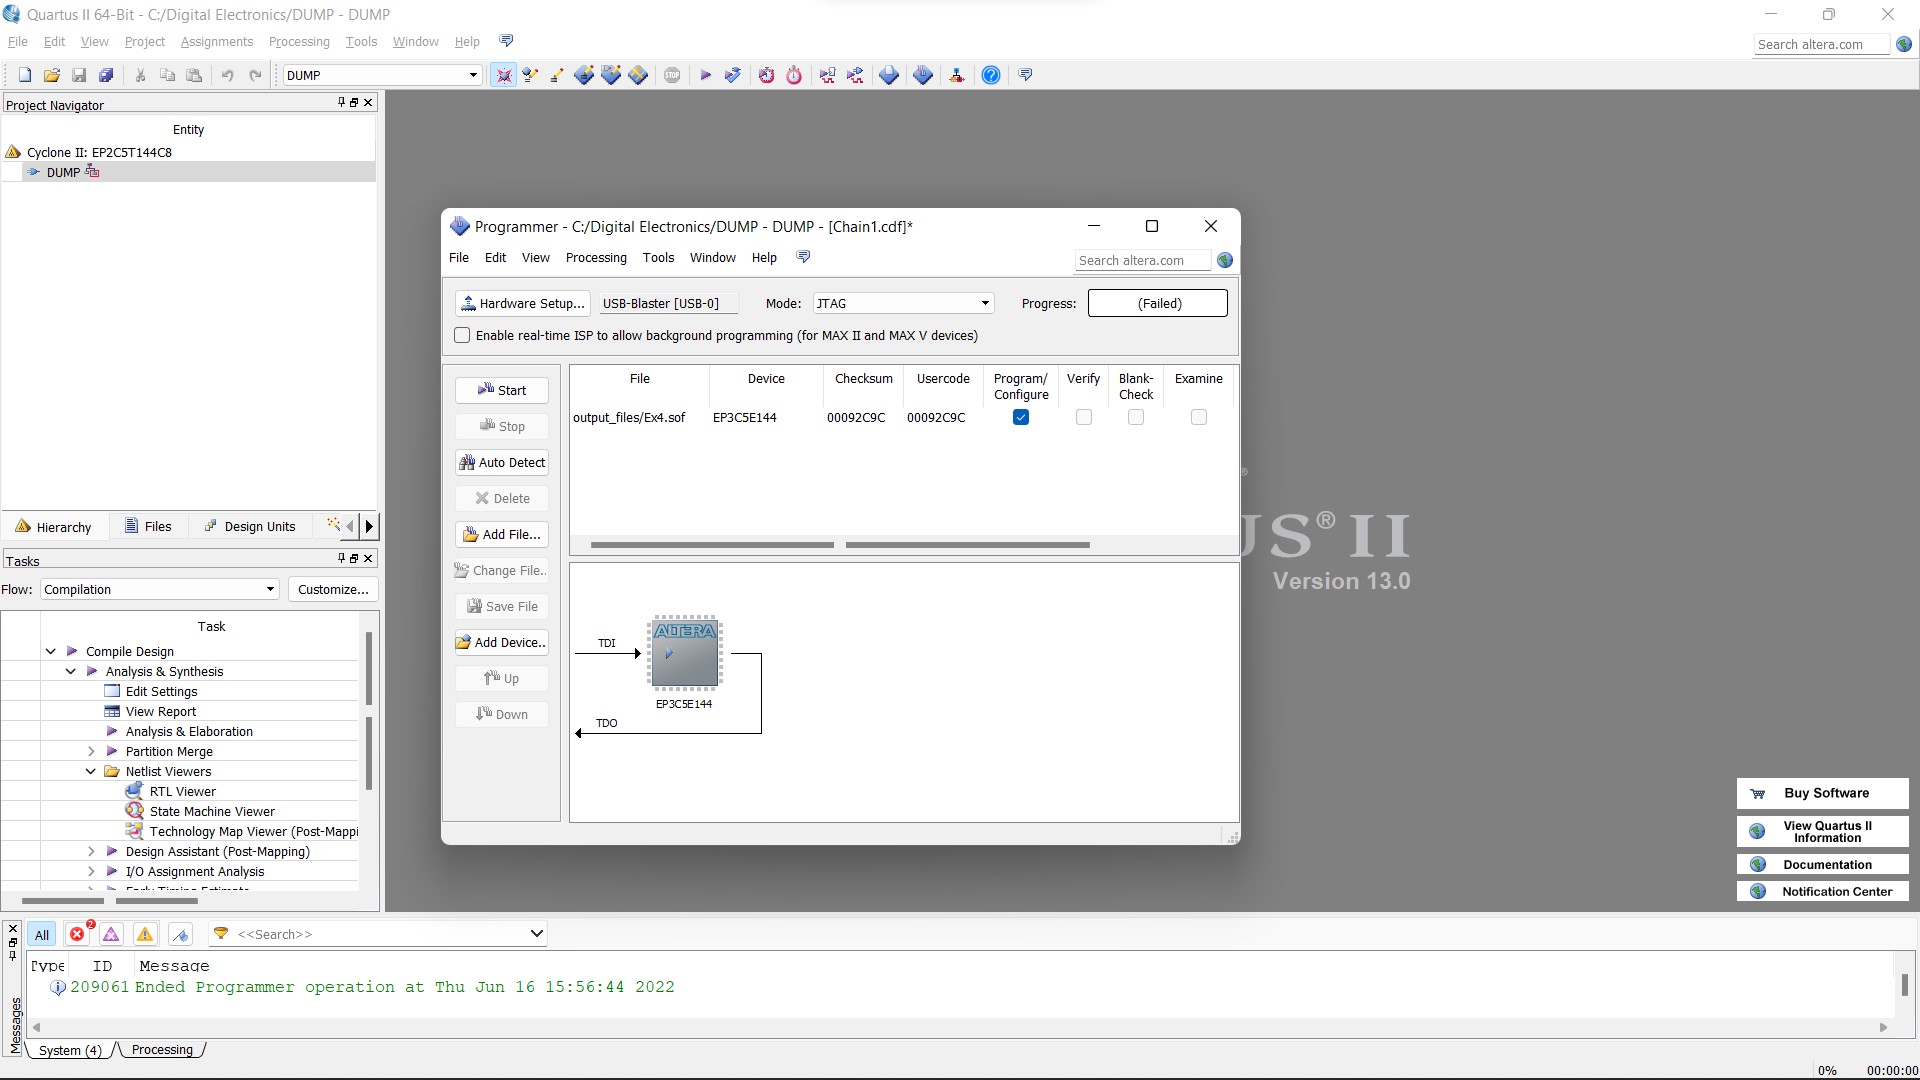 Quartus II 64-Bit - C:/Digital Electronics/DUMP - DUMP
File Edit View Project Assignments Processing Tools Window Help
Search altera.com
DUMP
STOP
Project Navigator
Entity
Cyclone II: EP2C5T144C8
DUMP
Hierarchy Files Design Units
Tasks
Flow: Compilation Customize...
Task
Compile Design
Analysis & Synthesis
Edit Settings
View Report
Analysis & Elaboration
Partition Merge
Netlist Viewers
RTL Viewer
State Machine Viewer
Technology Map Viewer (Post-Mappi
Design Assistant (Post-Mapping)
I/O Assignment Analysis
Early Timing Estimate
Programmer - C:/Digital Electronics/DUMP - DUMP - [Chain1.cdf]*
File Edit View Processing Tools Window Help
Search altera.com
Hardware Setup... USB-Blaster [USB-0] Mode: JTAG Progress: (Failed)
Enable real-time ISP to allow background programming (for MAX II and MAX V devices)
Start
Stop
Auto Detect
Delete
Add File...
Change File..
Save File
Add Device..
Up
Down
File Device Checksum Usercode Program/ Configure Verify Blank- Check Examine
output_files/Ex4.sof EP3C5E144 00092C9C 00092C9C
TDI
ALTERA
EP3C5E144
TDO
®
US® II
Version 13.0
Buy Software
View Quartus II
Information
Documentation
Notification Center
All 2 <<Search>>
Type ID Message
209061 Ended Programmer operation at Thu Jun 16 15:56:44 2022
Messages
System (4) Processing
0% 00:00:00